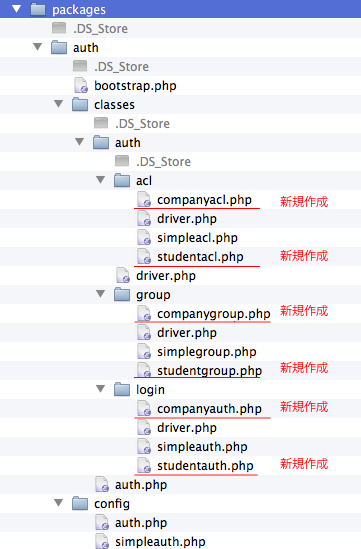 packages
.DS_Store
auth
.DS_Store
bootstrap.php
classes
.DS_Store
auth
.DS_Store
acl
companyacl.php 新規作成
driver.php
simpleacl.php
studentacl.php 新規作成
driver.php
group
companygroup.php 新規作成
driver.php
simplegroup.php
studentgroup.php 新規作成
login
companyauth.php 新規作成
driver.php
simpleauth.php
studentauth.php 新規作成
auth.php
config
auth.php
simpleauth.php